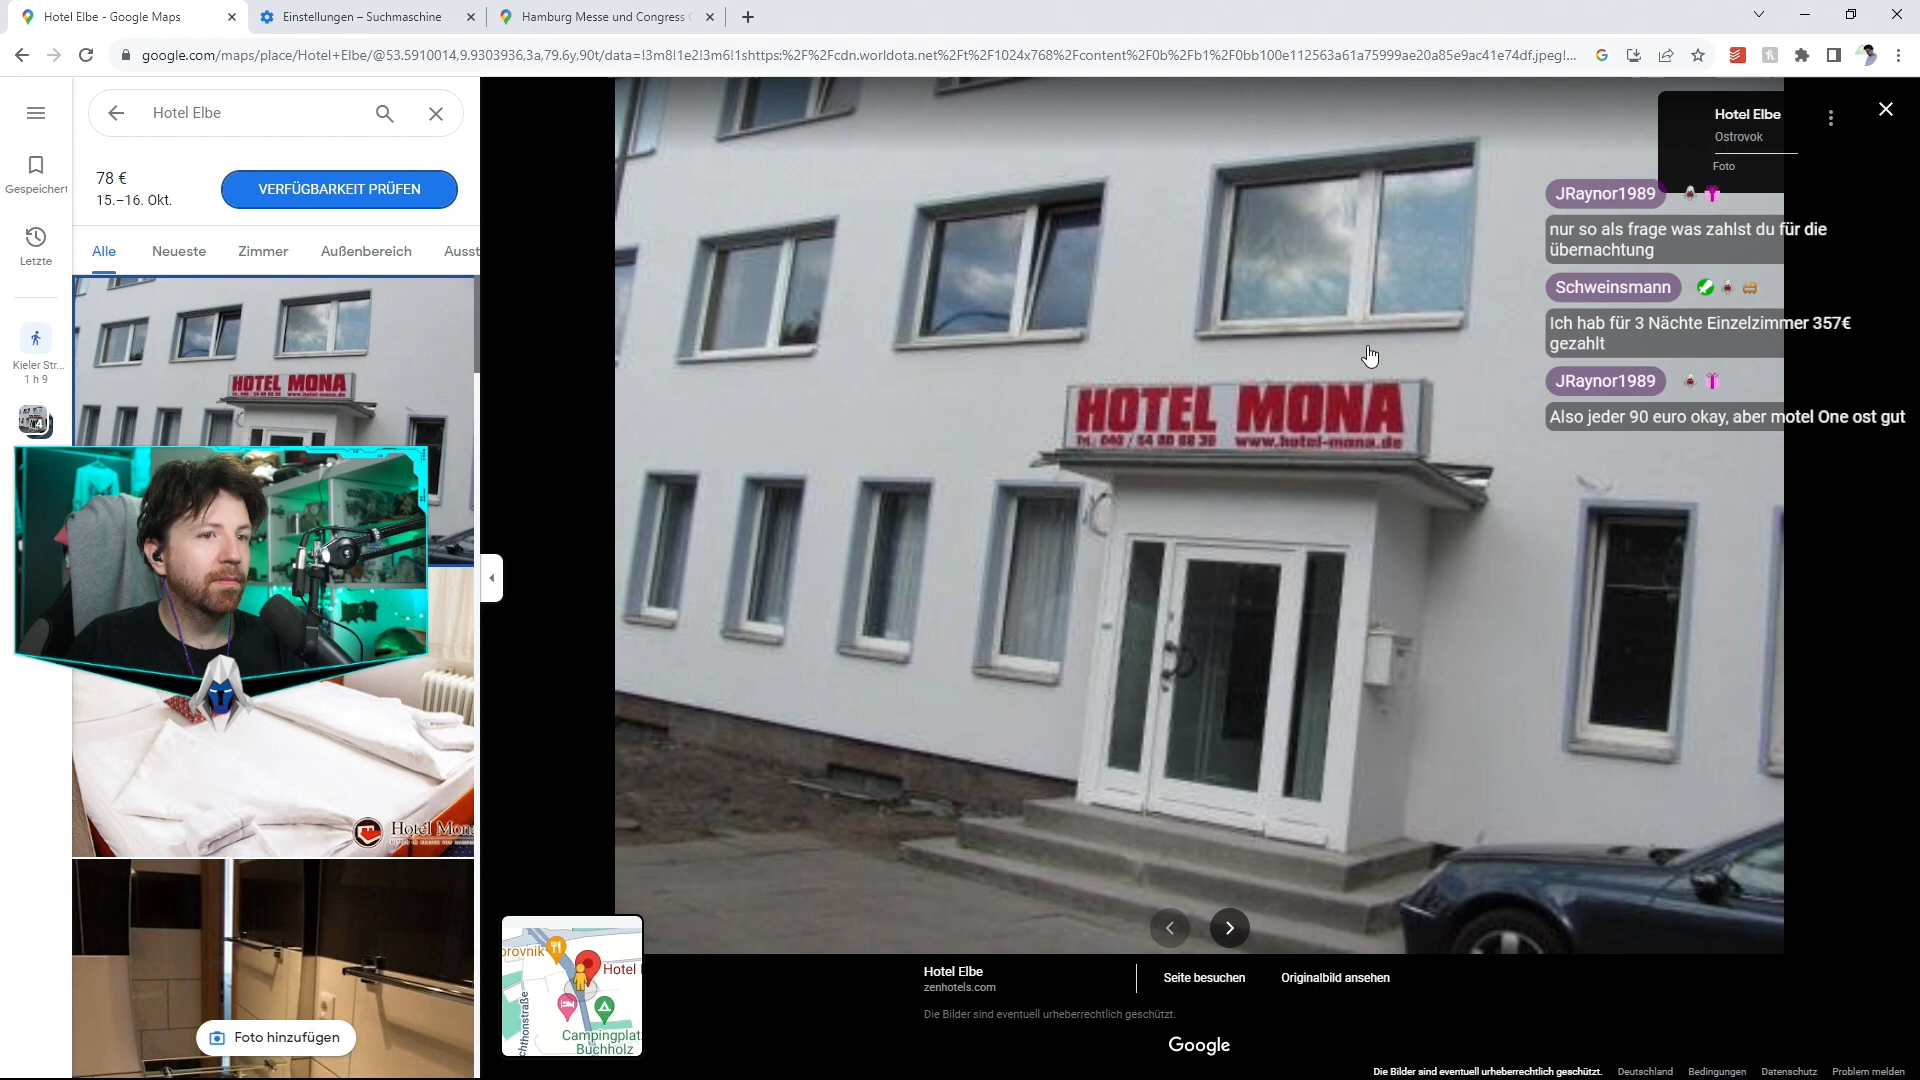 Hotel Elbe - Google Maps
Einstellungen – Suchmaschine
Hamburg Messe und Congress
google.com/maps/place/Hotel+Elbe/@53.5910014,9.9303936,3a,79.6y,90t/data=!3m8!1e2!3m6!1shttps:%2F%2Fcdn.worldota.net%2Ft%2F1024x768%2Fcontent%2F0b%2Fb1%2F0bb100e112563a61a75999ae20a85e9ac41e74df.jpeg!...
Hotel Elbe
Gespeichert
78 €
15.–16. Okt.
VERFÜGBARKEIT PRÜFEN
Letzte
Alle
Neueste
Zimmer
Außenbereich
Ausst
Kieler Str...
1 h 9
4
HOTEL MONA
Hotel Mona
Foto hinzufügen
Hotel Elbe
Ostrovok
Foto
JRaynor1989
nur so als frage was zahlst du für die
übernachtung
Schweinsmann
Ich hab für 3 Nächte Einzelzimmer 357€
gezahlt
JRaynor1989
Also jeder 90 euro okay, aber motel One ost gut
HOTEL MONA
www.hotel-mona.de
brovnik
Hotel
Campingplat
Buchholz
Hotel Elbe
zenhotels.com
Seite besuchen
Originalbild ansehen
Die Bilder sind eventuell urheberrechtlich geschützt.
Google
Die Bilder sind eventuell urheberrechtlich geschützt.
Deutschland
Bedingungen
Datenschutz
Problem melden